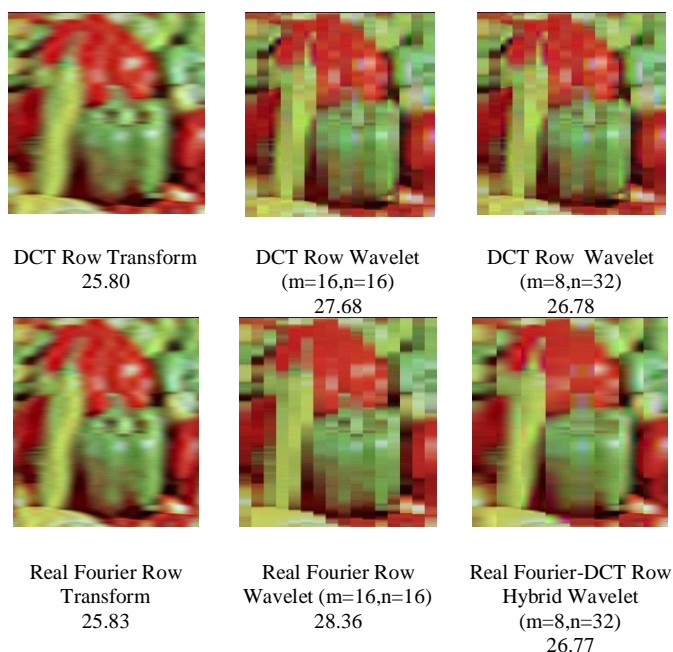 DCT Row Transform
25.80
DCT Row Wavelet
(m=16,n=16)
27.68
DCT Row Wavelet
(m=8,n=32)
26.78
Real Fourier Row
Transform
25.83
Real Fourier Row
Wavelet (m=16,n=16)
28.36
Real Fourier-DCT Row
Hybrid Wavelet
(m=8,n=32)
26.77